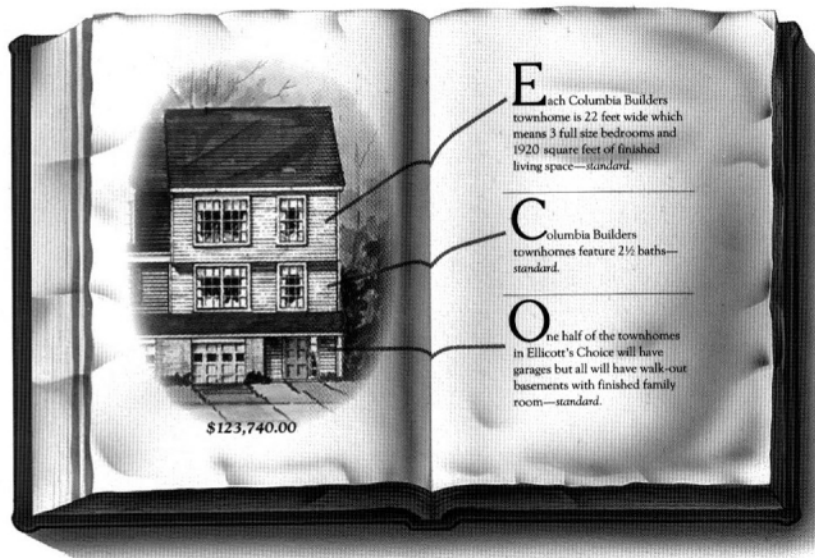 Each Columbia Builders
townhome is 22 feet wide which
means 3 full size bedrooms and
1920 square feet of finished
living space—standard.
Columbia Builders
townhomes feature 2½ baths—
standard.
One half of the townhomes
in Ellicott's Choice will have
garages but all will have walk-out
basements with finished family
room—standard.
$123,740.00